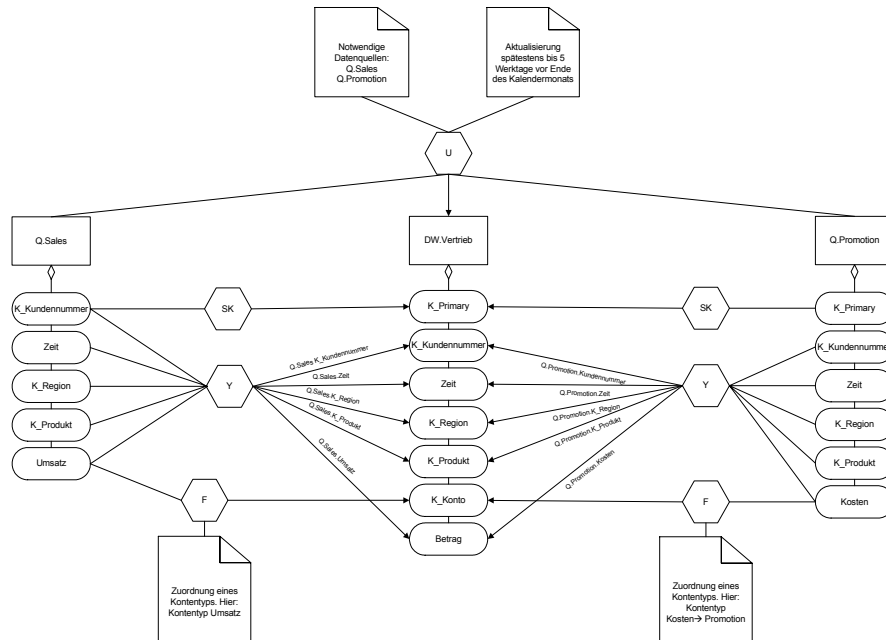 Notwendige
Datenquellen:
Q.Sales
Q.Promotion
Aktualisierung
spätestens bis 5
Werktage vor Ende
des Kalendermonats
U
Q.Sales
DW.Vertrieb
Q.Promotion
K_Kundennummer
SK
K_Primary
SK
K_Primary
Zeit
K_Kundennummer
K_Kundennummer
Q.Sales.K_Kundennummer
Q.Promotion.Kundennummer
K_Region
Y
Q.Sales.Zeit
Zeit
Q.Promotion.Zeit
Y
Zeit
Q.Sales.K_Region
Q.Promotion.K_Region
K_Produkt
Q.Sales.K_Produkt
K_Region
Q.Promotion.K_Produkt
K_Region
Umsatz
Q.Sales.Umsatz
K_Produkt
Q.Promotion.Kosten
K_Produkt
F
K_Konto
F
Kosten
Betrag
Zuordnung eines
Kontentyps. Hier:
Kontentyp Umsatz
Zuordnung eines
Kontentyps. Hier:
Kontentyp
Kosten→ Promotion